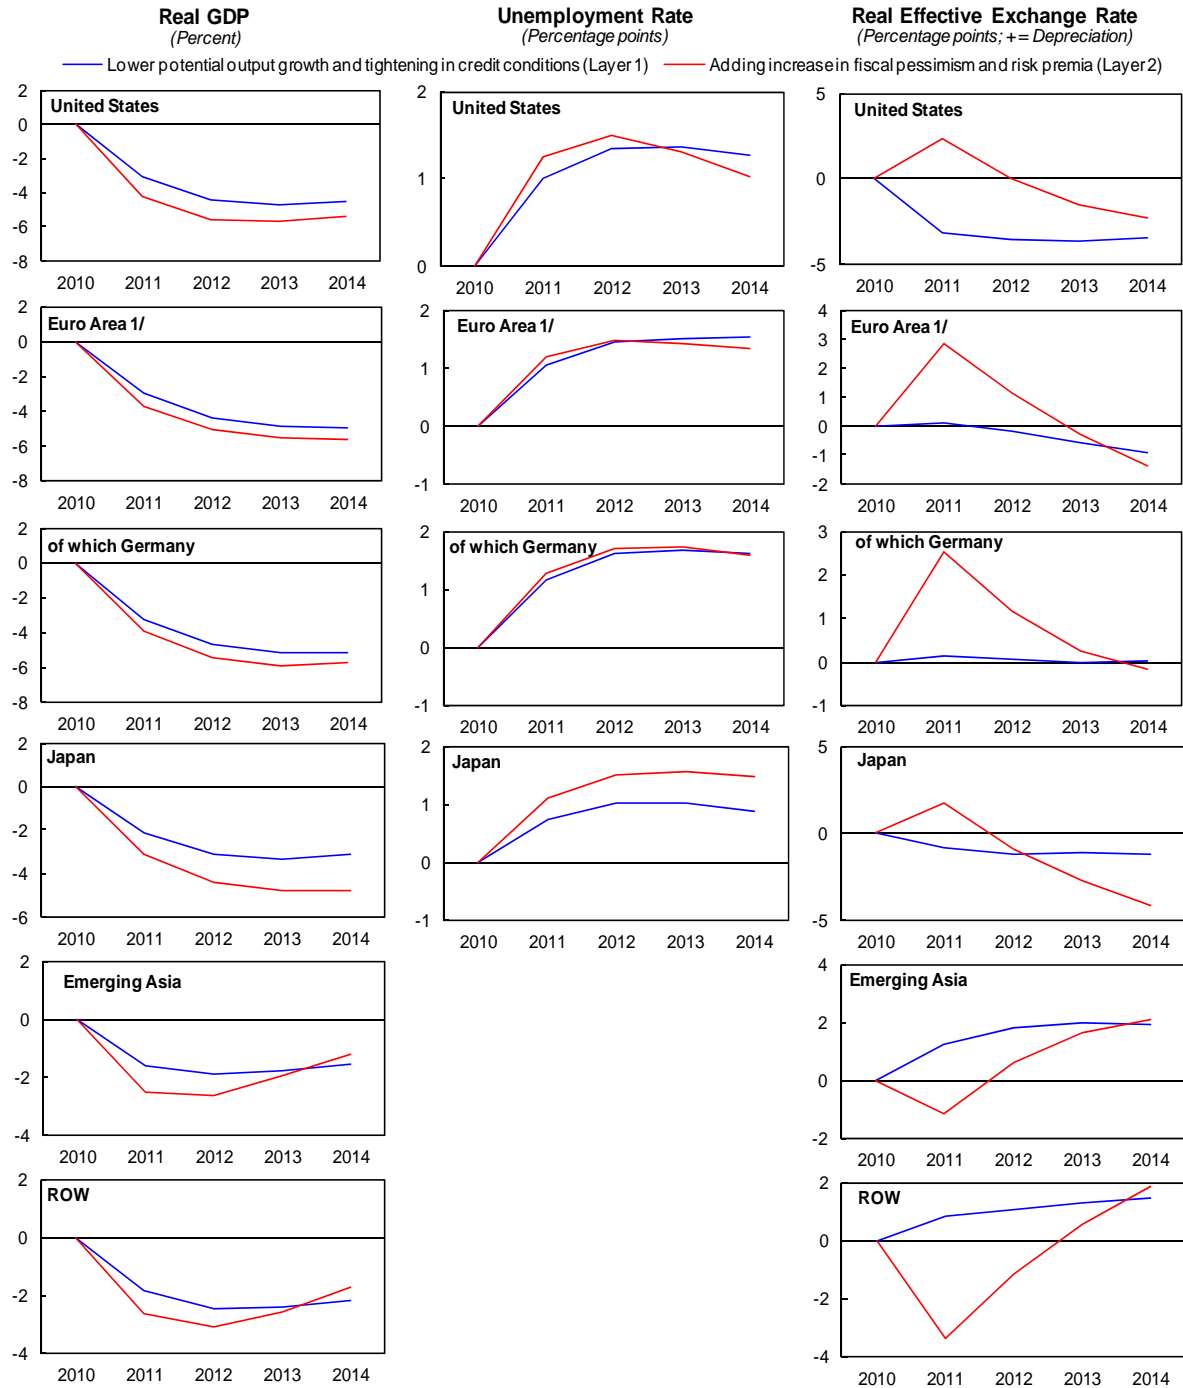 Real GDP
(Percent)
Unemployment Rate
(Percentage points)
Real Effective Exchange Rate
(Percentage points; += Depreciation)
Lower potential output growth and tightening in credit conditions (Layer 1)
Adding increase in fiscal pessimism and risk premia (Layer 2)
United States
2
0
-2
-4
-6
-8
2010 2011 2012 2013 2014
United States
2
1
0
2010 2011 2012 2013 2014
United States
5
0
-5
2010 2011 2012 2013 2014
Euro Area 1/
2
0
-2
-4
-6
-8
2010 2011 2012 2013 2014
Euro Area 1/
2
1
0
-1
2010 2011 2012 2013 2014
Euro Area 1/
4
3
2
1
0
-1
-2
2010 2011 2012 2013 2014
of which Germany
2
0
-2
-4
-6
-8
2010 2011 2012 2013 2014
of which Germany
2
1
0
-1
2010 2011 2012 2013 2014
of which Germany
3
2
1
0
-1
2010 2011 2012 2013 2014
Japan
2
0
-2
-4
-6
2010 2011 2012 2013 2014
Japan
2
1
0
-1
2010 2011 2012 2013 2014
Japan
5
0
-5
2010 2011 2012 2013 2014
Emerging Asia
2
0
-2
-4
2010 2011 2012 2013 2014
Emerging Asia
4
2
0
-2
2010 2011 2012 2013 2014
ROW
2
0
-2
-4
2010 2011 2012 2013 2014
ROW
2
0
-2
-4
2010 2011 2012 2013 2014